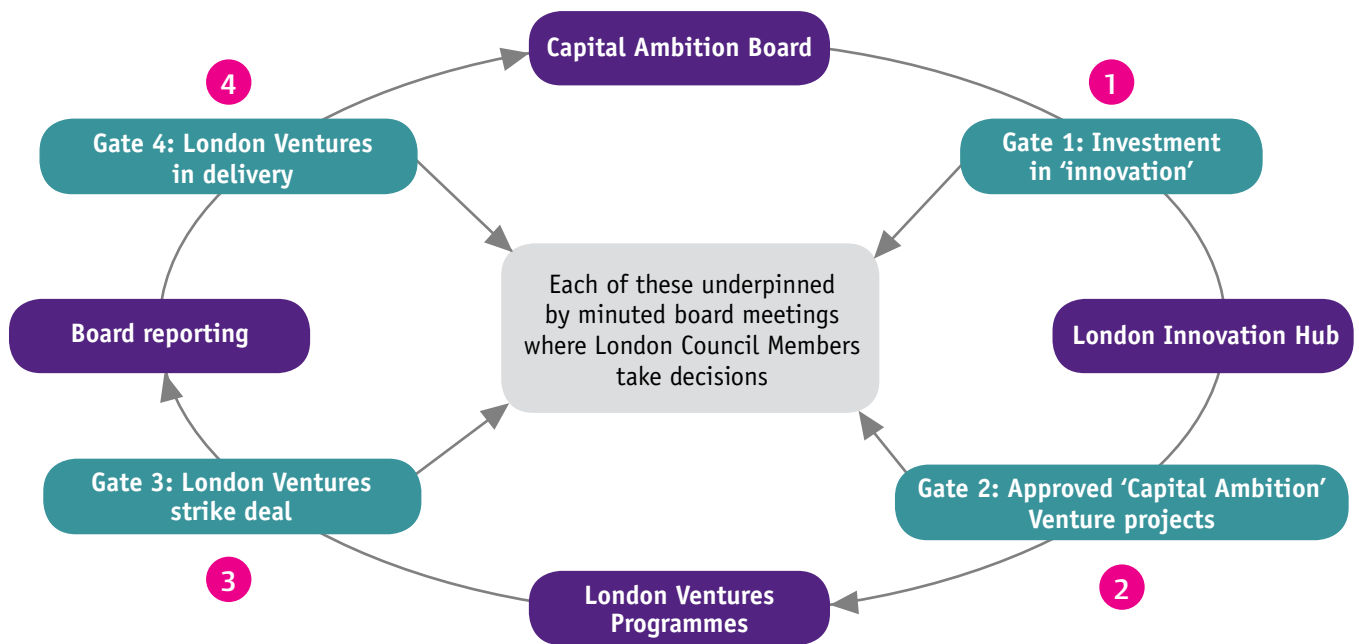 Capital Ambition Board
4
1
Gate 4: London Ventures
in delivery
Gate 1: Investment
in ‘innovation’
Each of these underpinned
by minuted board meetings
where London Council Members
take decisions
Board reporting
London Innovation Hub
Gate 3: London Ventures
strike deal
Gate 2: Approved ‘Capital Ambition’
Venture projects
3
2
London Ventures
Programmes